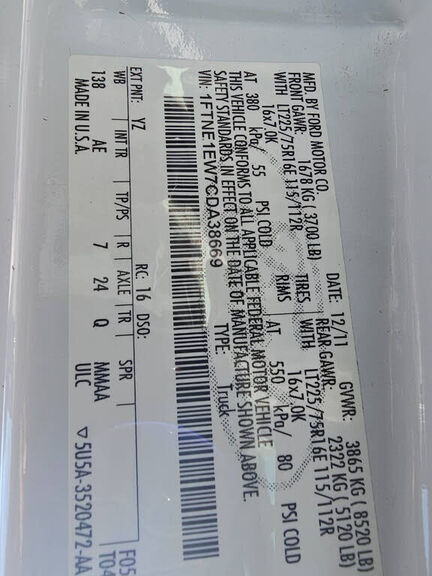 MFD. BY FORD MOTOR CO.
DATE: 12/11 GVWR: 3865 KG ( 8520 LB)
FRONT GAWR: 1678 KG ( 3700 LB) REAR GAWR: 2322 KG ( 5120 LB)
WITH LT225/75R16E 115/112R TIRES WITH LT225/75R16E 115/112R
16x7.0K RIMS 16x7.0K
AT 380 kPa/ 55 PSI COLD AT 550 kPa/ 80 PSI COLD
THIS VEHICLE CONFORMS TO ALL APPLICABLE FEDERAL MOTOR VEHICLE
SAFETY STANDARDS IN EFFECT ON THE DATE OF MANUFACTURE SHOWN ABOVE.
VIN: 1FTNE1EW7CDA38669 TYPE: Truck
EXT PNT: YZ RC: 16 DSO:
WB INT TR TP/PS R AXLE TR SPR
138 AE 7 24 Q MMAA
MADE IN U.S.A. ULC 5U5A-3520472-AA
F05
T04